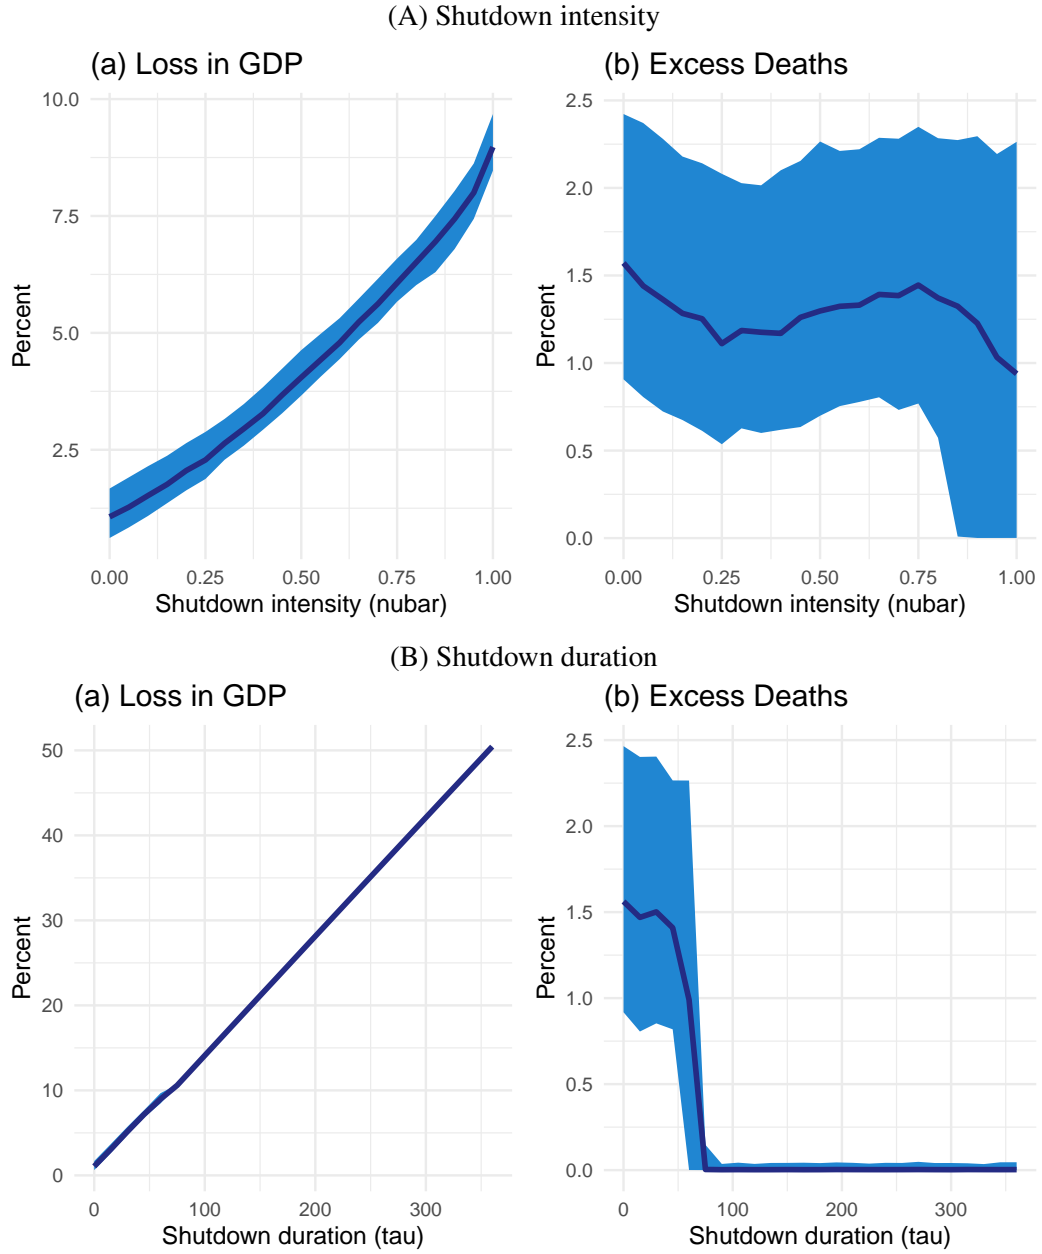 (A) Shutdown intensity
(a) Loss in GDP
Percent
10.0
7.5
5.0
2.5
0.00 0.25 0.50 0.75 1.00
Shutdown intensity (nubar)
(b) Excess Deaths
Percent
2.5
2.0
1.5
1.0
0.5
0.0
0.00 0.25 0.50 0.75 1.00
Shutdown intensity (nubar)
(B) Shutdown duration
(a) Loss in GDP
Percent
50
40
30
20
10
0
0 100 200 300
Shutdown duration (tau)
(b) Excess Deaths
Percent
2.5
2.0
1.5
1.0
0.5
0.0
0 100 200 300
Shutdown duration (tau)